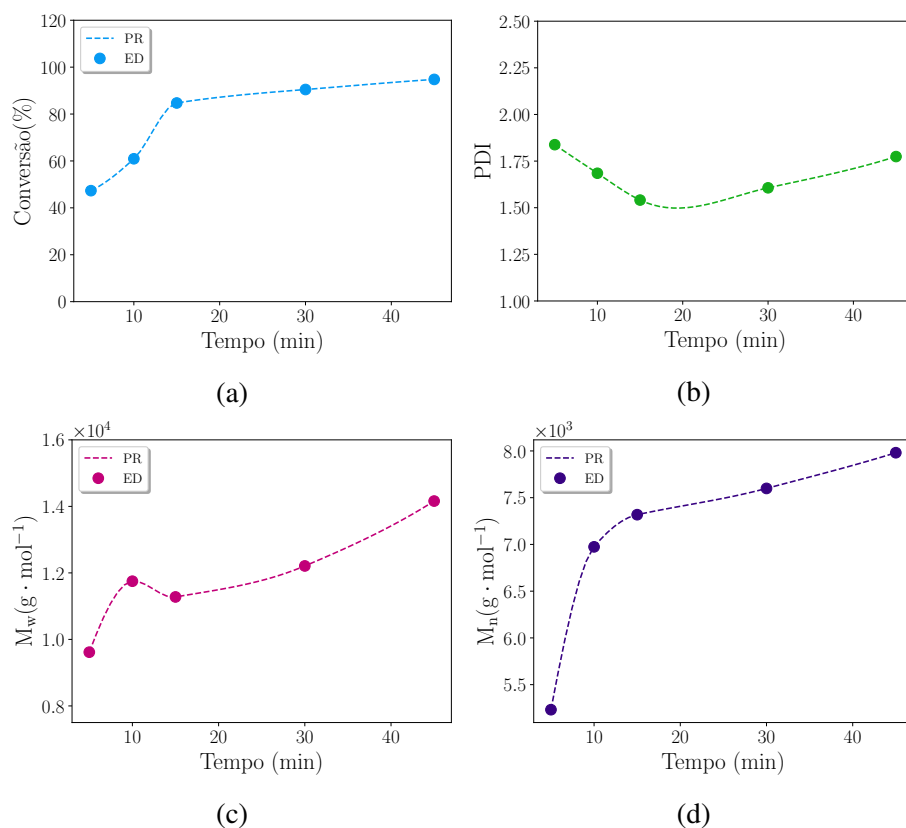 120
100
80
60
40
20
0
Conversão(%)
PR
ED
10
20
30
40
Tempo (min)
(a)
2.50
2.25
2.00
1.75
1.50
1.25
1.00
PDI
10
20
30
40
Tempo (min)
(b)
×10⁴
1.6
1.4
1.2
1.0
0.8
M_w(g · mol⁻¹)
PR
ED
10
20
30
40
Tempo (min)
(c)
×10³
8.0
7.5
7.0
6.5
6.0
5.5
M_n(g · mol⁻¹)
PR
ED
10
20
30
40
Tempo (min)
(d)